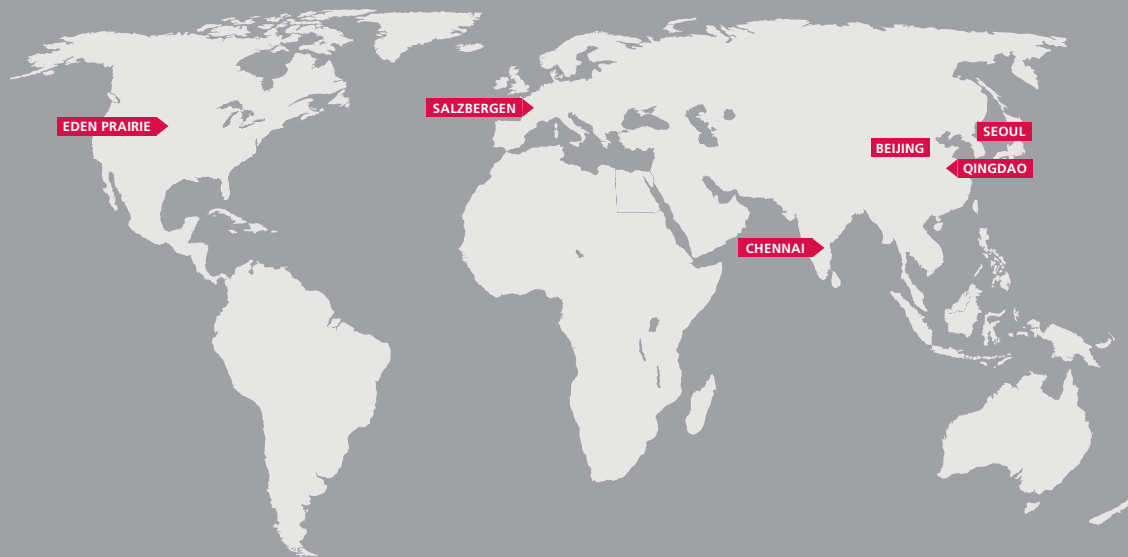 SALZBERGEN
EDEN PRAIRIE
SEOUL
BEIJING
QINGDAO
CHENNAI